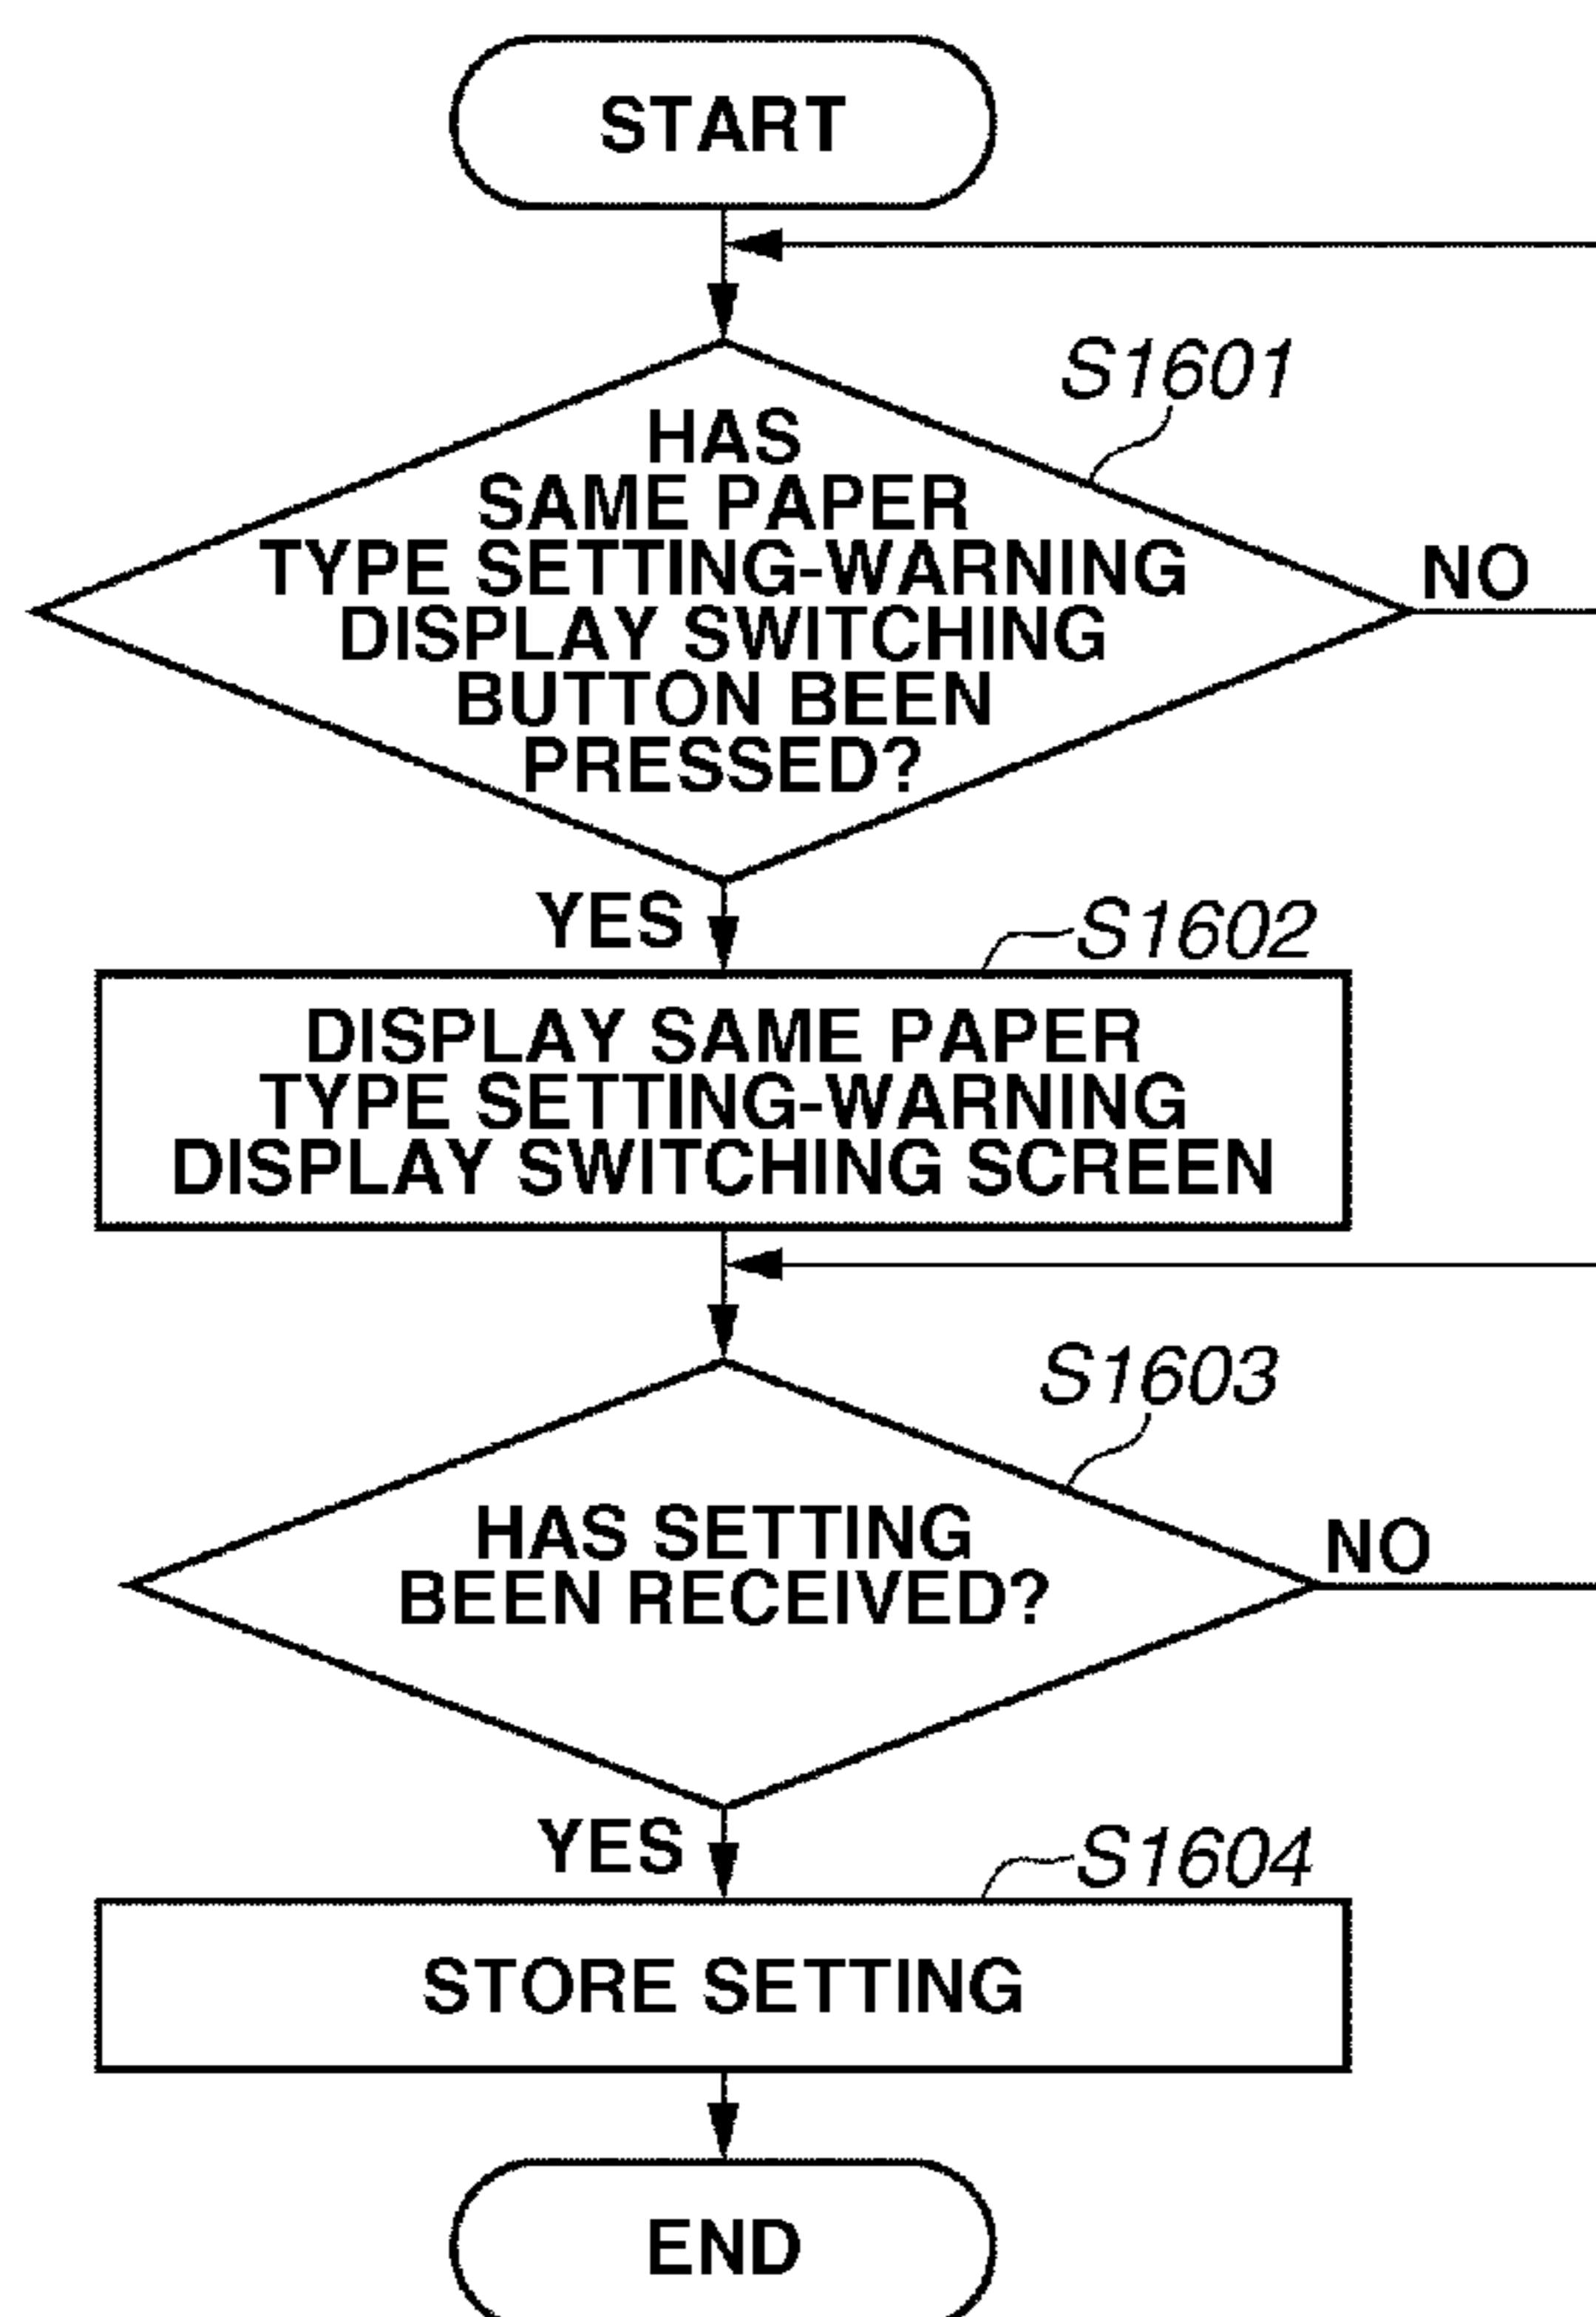 START
S1601
HAS
SAME PAPER
TYPE SETTING-WARNING
DISPLAY SWITCHING
BUTTON BEEN
PRESSED?
NO
YES
S1602
DISPLAY SAME PAPER
TYPE SETTING-WARNING
DISPLAY SWITCHING SCREEN
S1603
HAS SETTING
BEEN RECEIVED?
NO
YES
S1604
STORE SETTING
END